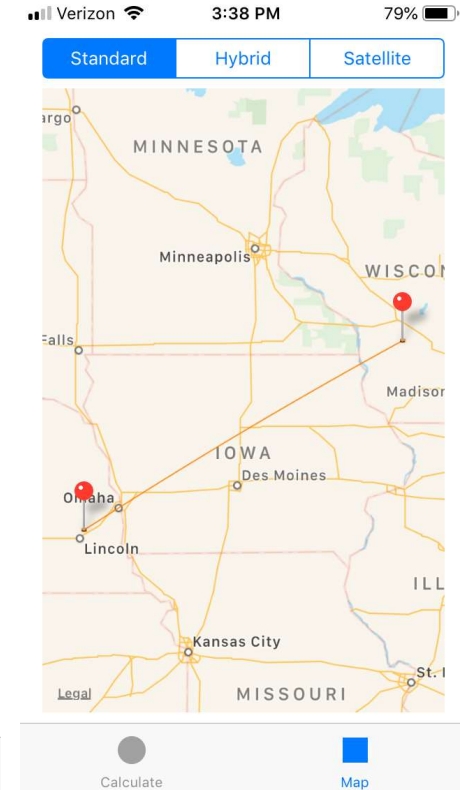 Verizon 3:38 PM 79%
Standard Hybrid Satellite
argo
MINNESOTA
Minneapolis
WISCON
Falls
Madison
IOWA
Des Moines
Omaha
Lincoln
ILL
Kansas City
St. l
Legal
MISSOURI
Calculate Map